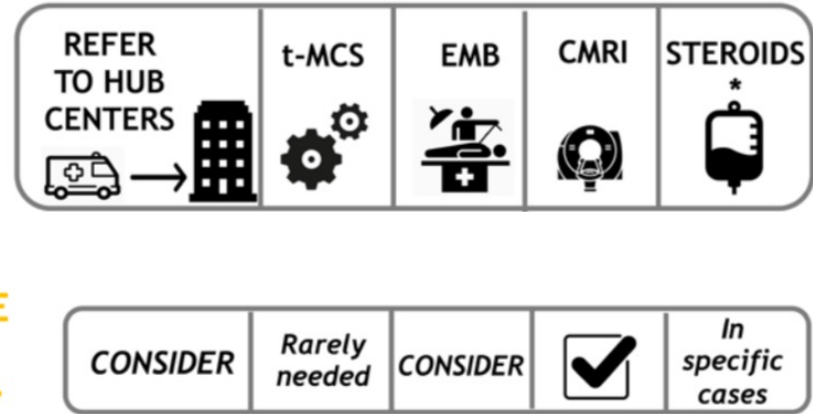 REFER
TO HUB
CENTERS
t-MCS
EMB
CMRI
STEROIDS
*
E
CONSIDER
Rarely
needed
CONSIDER
In
specific
cases